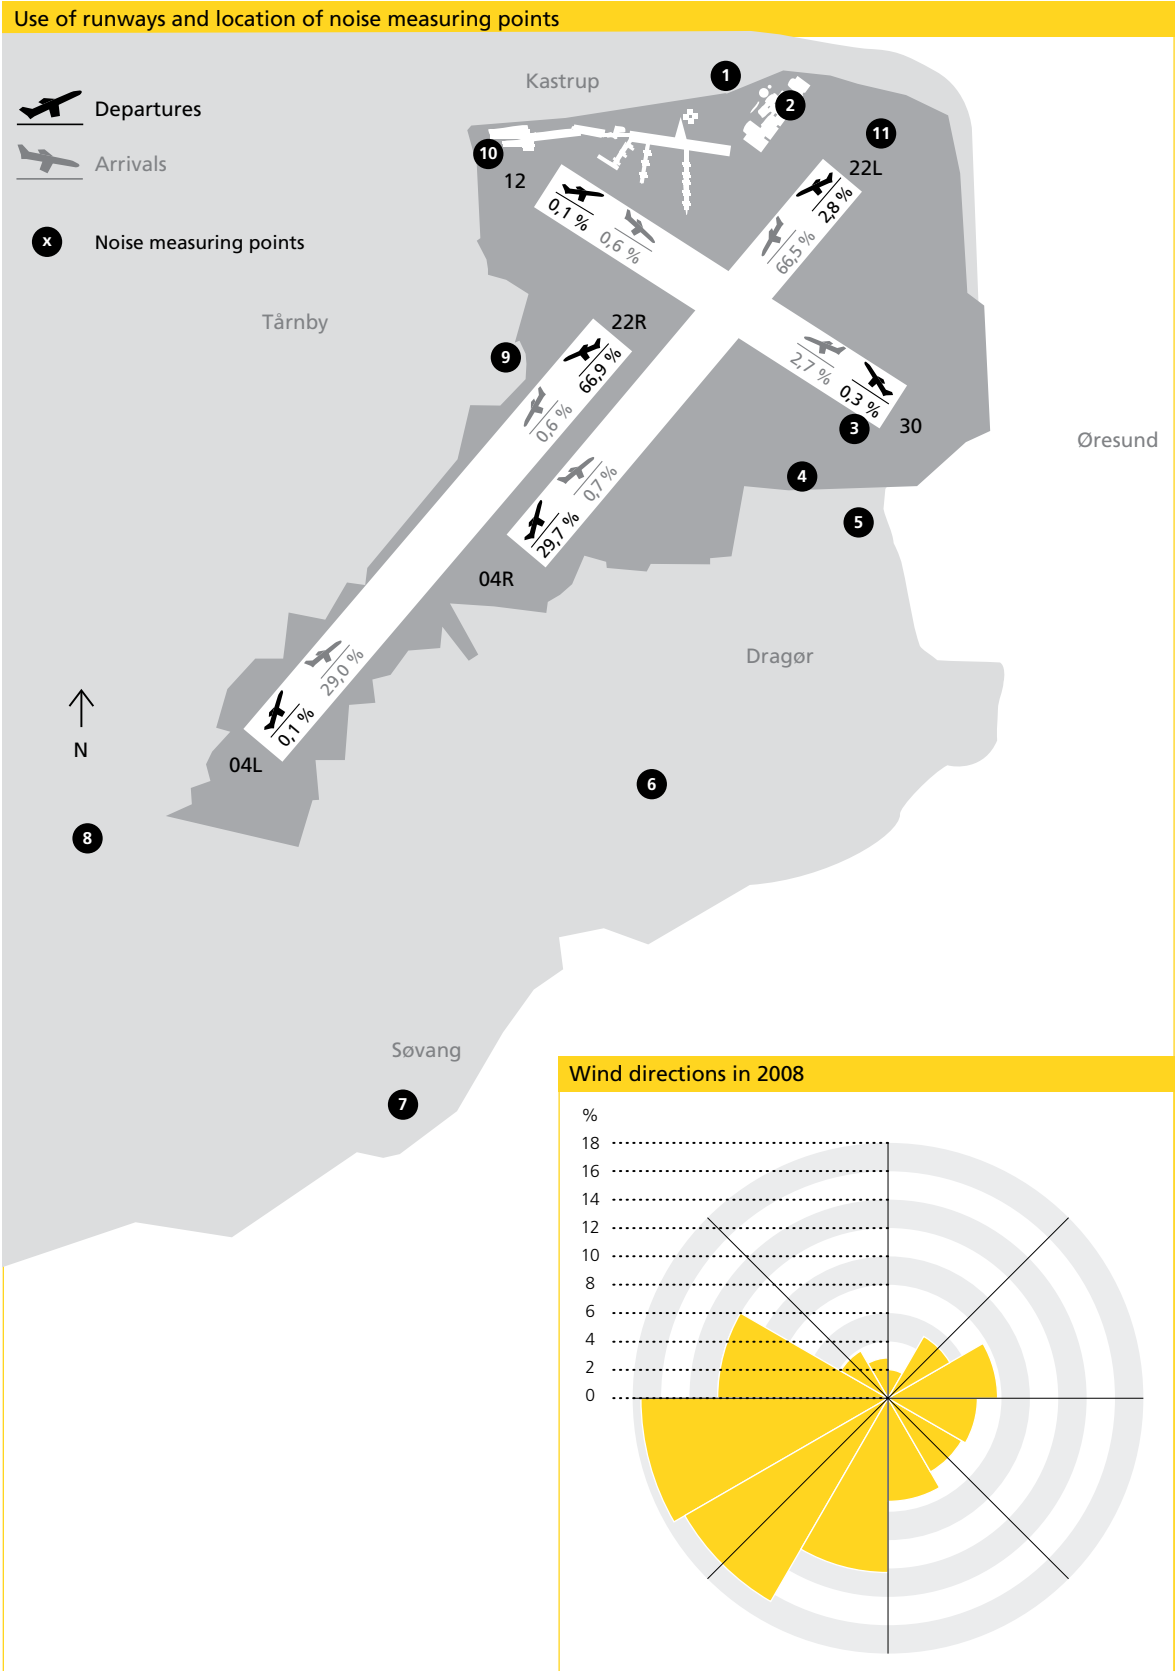 Use of runways and location of noise measuring points
Kastrup
1
Departures
2
11
Arrivals
10
22L
12
0,1 %
0,6 %
2,8 %
66,5 %
x Noise measuring points
Tårnby
22R
9
66,9 %
0,6 %
2,7 %
0,3 %
3
30
Øresund
0,7 %
4
29,7 %
5
04R
Dragør
29,0 %
0,1 %
N
04L
6
8
Søvang
7
Wind directions in 2008
%
18
16
14
12
10
8
6
4
2
0